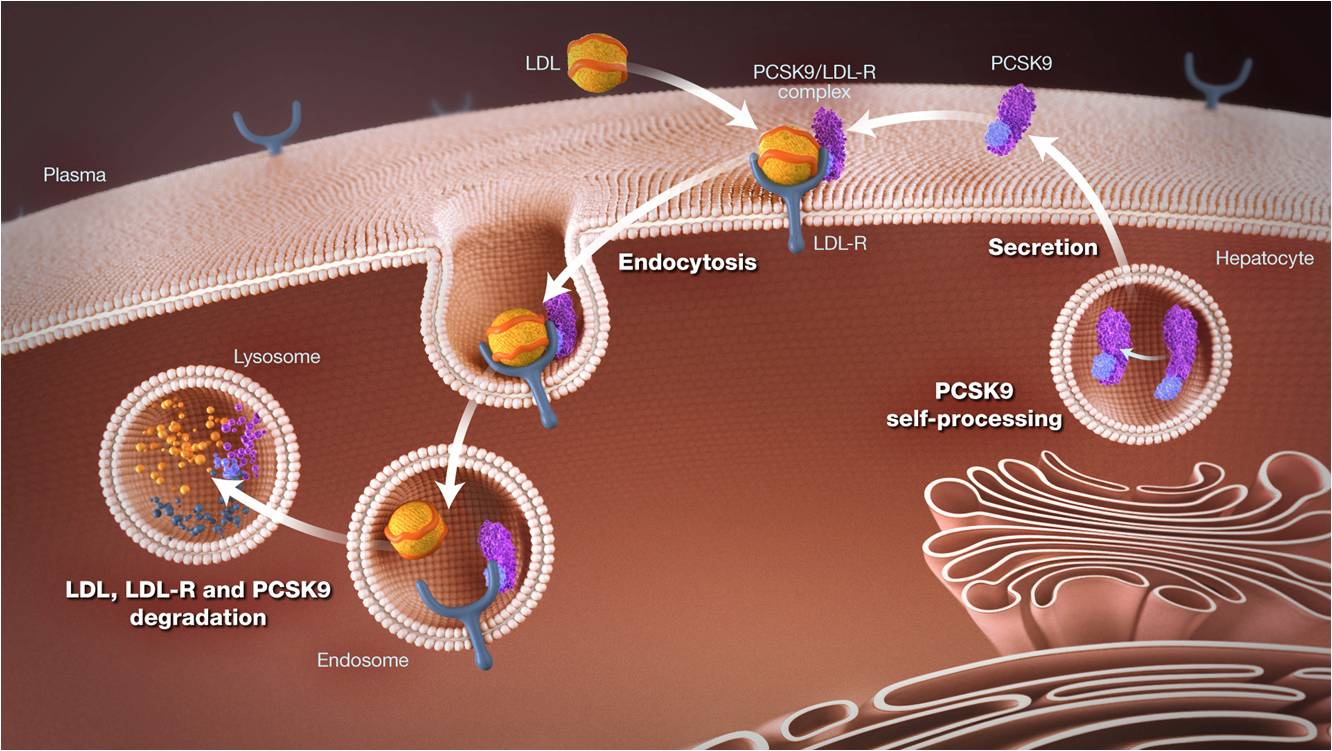 LDL
PCSK9/LDL-R
complex
PCSK9
Plasma
LDL-R
Endocytosis
Secretion
Hepatocyte
Lysosome
PCSK9
self-processing
LDL, LDL-R and PCSK9
degradation
Endosome